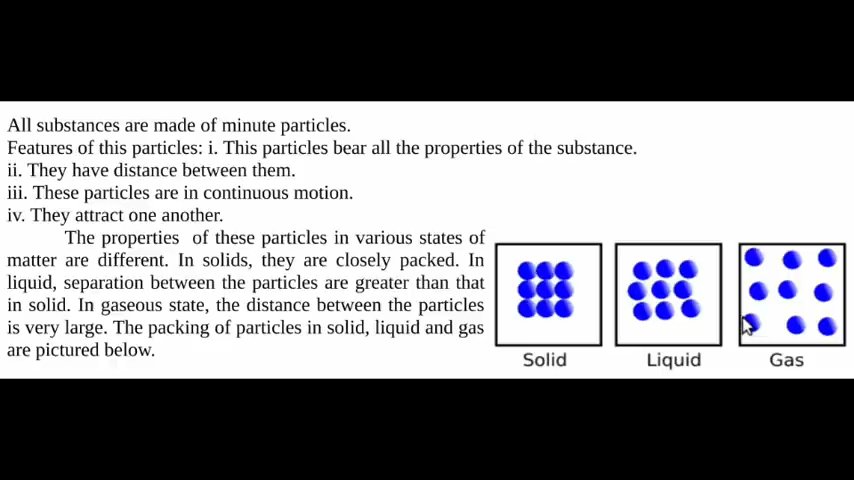 All substances are made of minute particles.
Features of this particles: i. This particles bear all the properties of the substance.
ii. They have distance between them.
iii. These particles are in continuous motion.
iv. They attract one another.
The properties of these particles in various states of
matter are different. In solids, they are closely packed. In
liquid, separation between the particles are greater than that
in solid. In gaseous state, the distance between the particles
is very large. The packing of particles in solid, liquid and gas
are pictured below.
Solid
Liquid
Gas